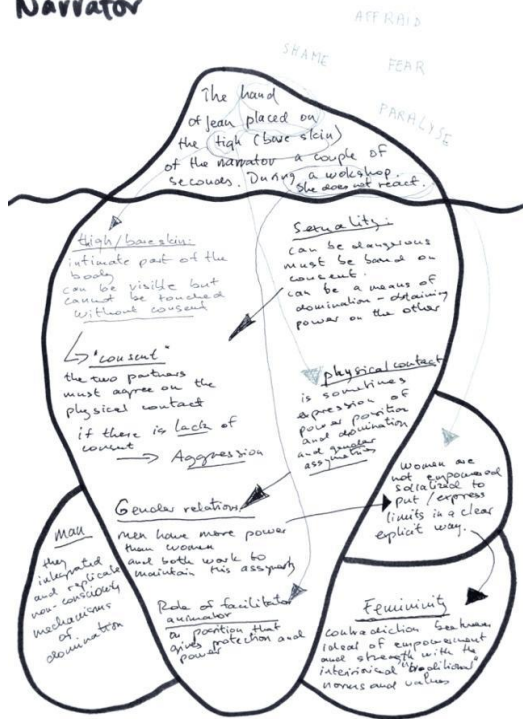 Narrator
AFFRAID
SHAME
FEAR
PARALYSE
The hand
of jean placed on
the tigh (bare skin)
of the narrator a couple of
seconds. During a wokshop.
She does not react.
thigh/bare skin:
intimate part of the
body
can be visible but
cannot be touched
without consent
"consent"
the two partners
must agree on the
physical contact
if there is lack of
consent
Aggression
Sexuality:
can be dangerous
must be based on
consent.
can be a means of
domination - obtaining
power on the other
physical contact
is sometimes
expression of
power position
and domination
and gender
assymetries
Gender relations
men have more power
than women
and both work to
maintain this assymetry
Role of facilitator
animator
a position that
gives protection and
power
women are
not empowered
socialized to
put / express
limits in a clear
explicit way.
man
they
integrated
and replicate
non-consciously
mechanisms
of
domination
Femininity
contradiction between
ideal of empowerment
and strength with the
"traditional"
norms and values